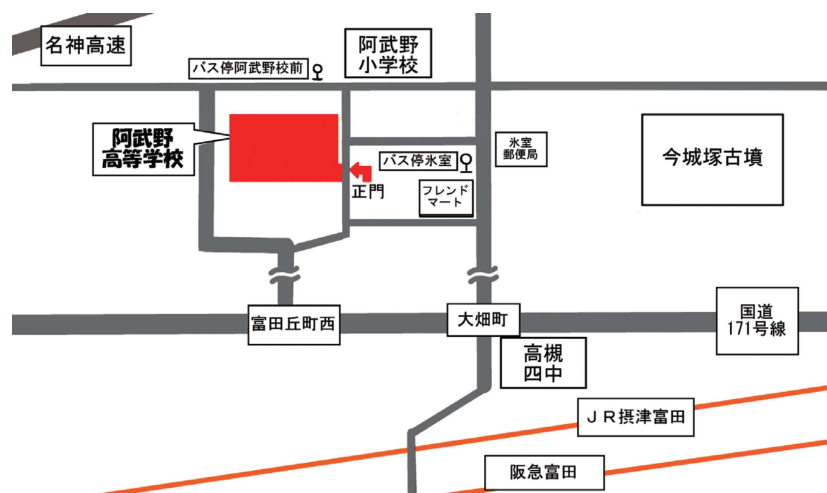 名神高速
阿武野
小学校
バス停阿武野校前
阿武野
高等学校
氷室
郵便局
今城塚古墳
バス停氷室
正門
フレンド
マート
富田丘町西
大畑町
国道
171号線
高槻
四中
ＪＲ摂津富田
阪急富田